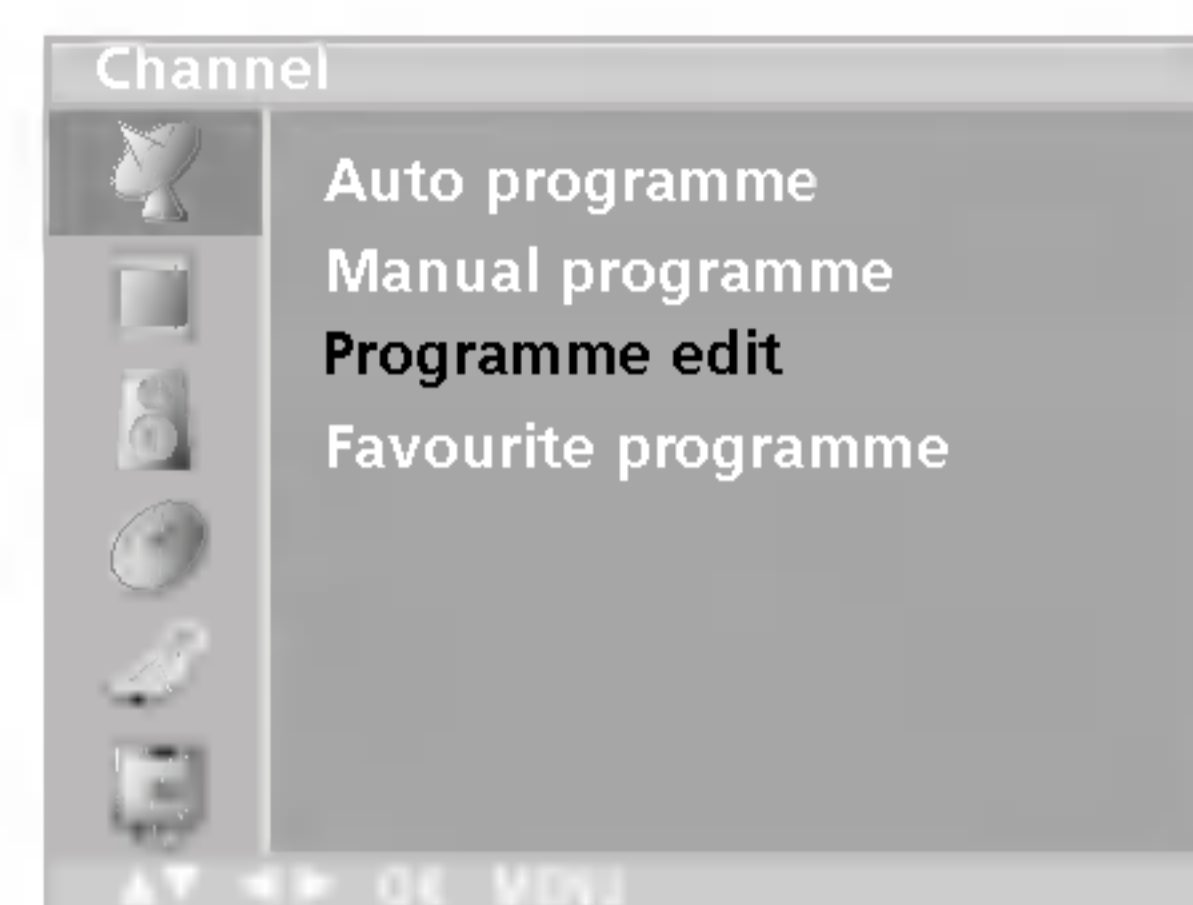 Channel
Auto programme
Manual programme
Programme edit
Favourite programme
▲▼ ◀▶ OK MENU